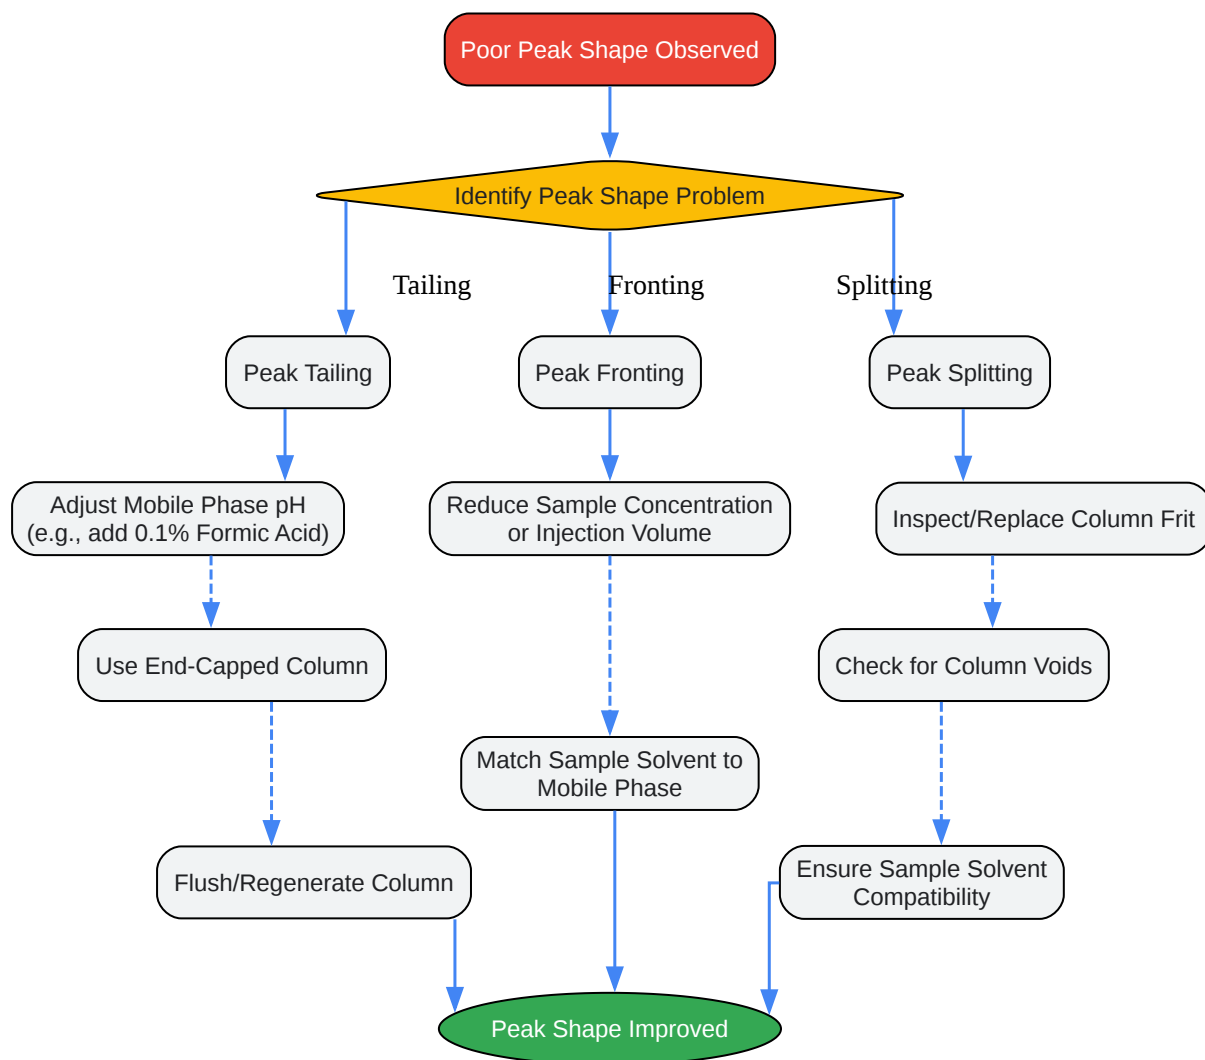 Poor Peak Shape Observed
Identify Peak Shape Problem
Tailing
Fronting
Splitting
Peak Tailing
Peak Fronting
Peak Splitting
Adjust Mobile Phase pH
(e.g., add 0.1% Formic Acid)
Reduce Sample Concentration
or Injection Volume
Inspect/Replace Column Frit
Use End-Capped Column
Check for Column Voids
Match Sample Solvent to
Mobile Phase
Flush/Regenerate Column
Ensure Sample Solvent
Compatibility
Peak Shape Improved